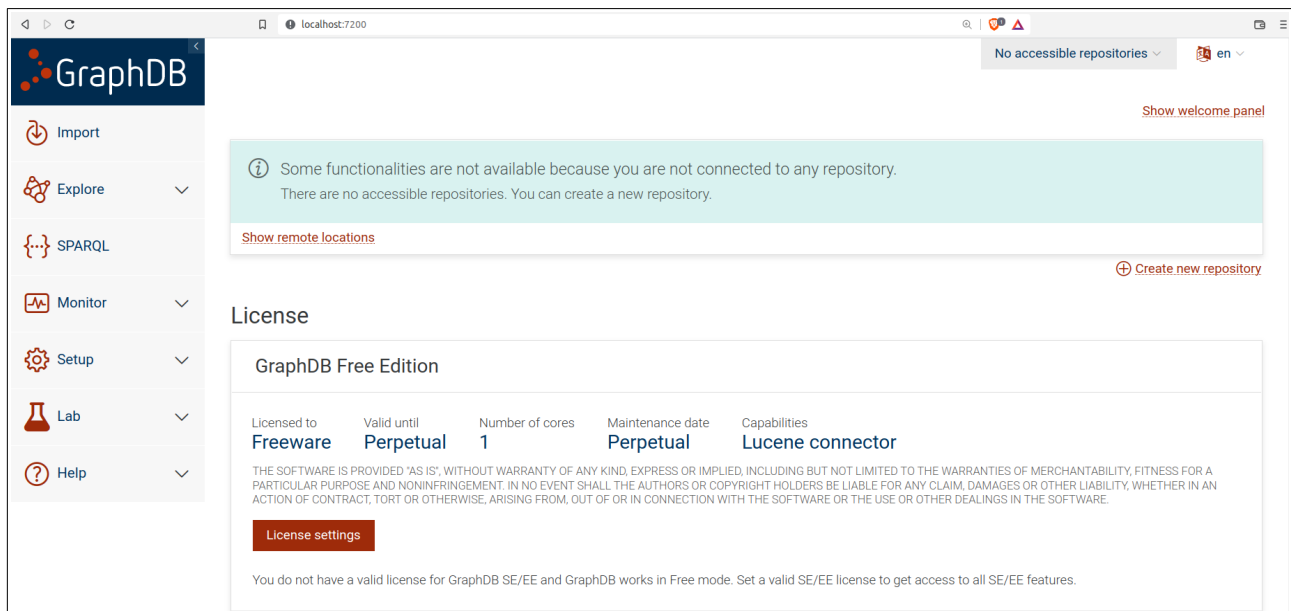 localhost:7200
GraphDB
No accessible repositories
en
Show welcome panel
Import
Explore
SPARQL
Monitor
Setup
Lab
Help
Some functionalities are not available because you are not connected to any repository.
There are no accessible repositories. You can create a new repository.
Show remote locations
Create new repository
License
GraphDB Free Edition
Licensed to Valid until Number of cores Maintenance date Capabilities
Freeware Perpetual 1 Perpetual Lucene connector
THE SOFTWARE IS PROVIDED "AS IS", WITHOUT WARRANTY OF ANY KIND, EXPRESS OR IMPLIED, INCLUDING BUT NOT LIMITED TO THE WARRANTIES OF MERCHANTABILITY, FITNESS FOR A
PARTICULAR PURPOSE AND NONINFRINGEMENT. IN NO EVENT SHALL THE AUTHORS OR COPYRIGHT HOLDERS BE LIABLE FOR ANY CLAIM, DAMAGES OR OTHER LIABILITY, WHETHER IN AN
ACTION OF CONTRACT, TORT OR OTHERWISE, ARISING FROM, OUT OF OR IN CONNECTION WITH THE SOFTWARE OR THE USE OR OTHER DEALINGS IN THE SOFTWARE.
License settings
You do not have a valid license for GraphDB SE/EE and GraphDB works in Free mode. Set a valid SE/EE license to get access to all SE/EE features.